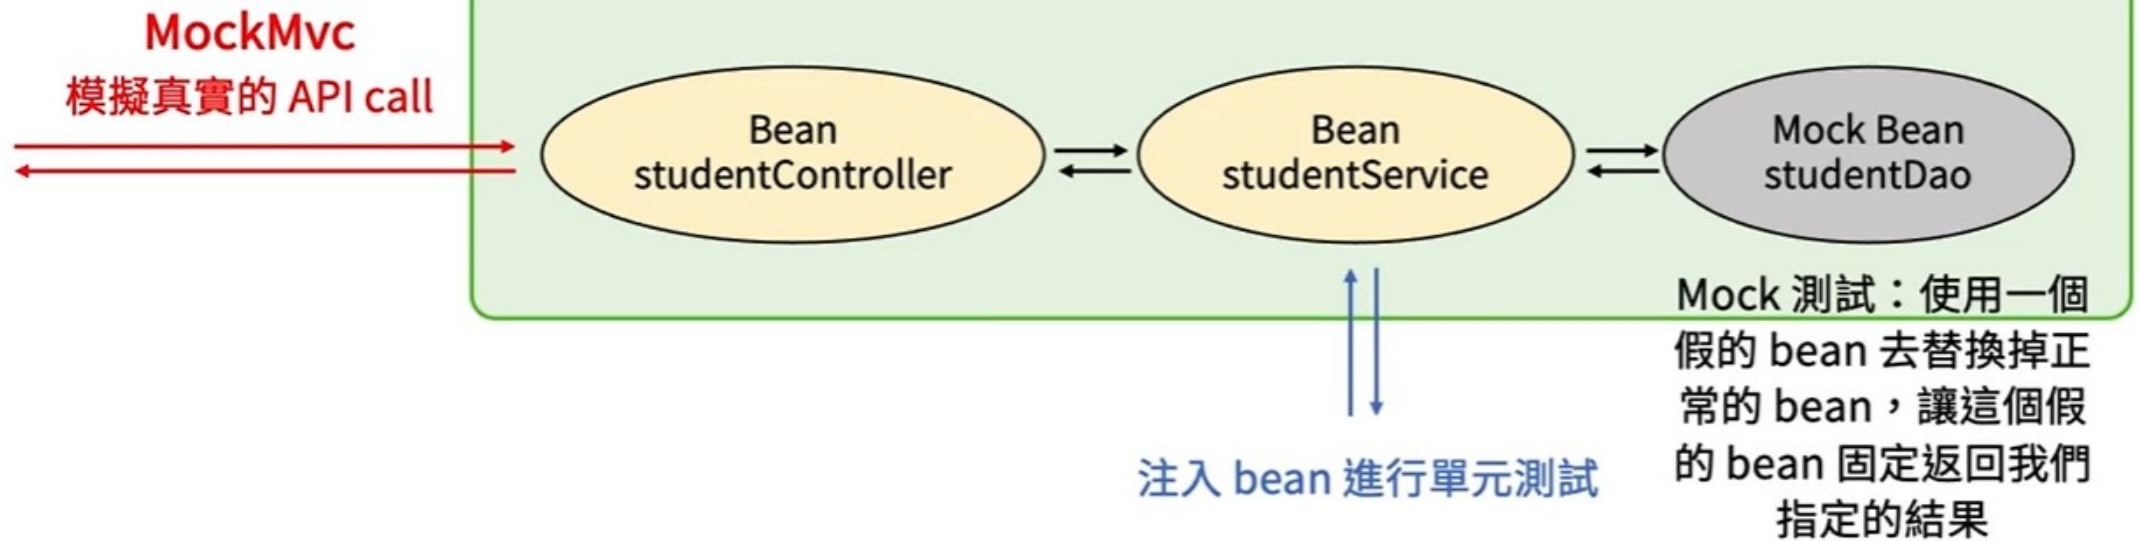 MockMvc
模擬真實的 API call
Bean
studentController
Bean
studentService
Mock Bean
studentDao
注入 bean 進行單元測試
Mock 測試：使用一個
假的 bean 去替換掉正
常的 bean，讓這個假
的 bean 固定返回我們
指定的結果